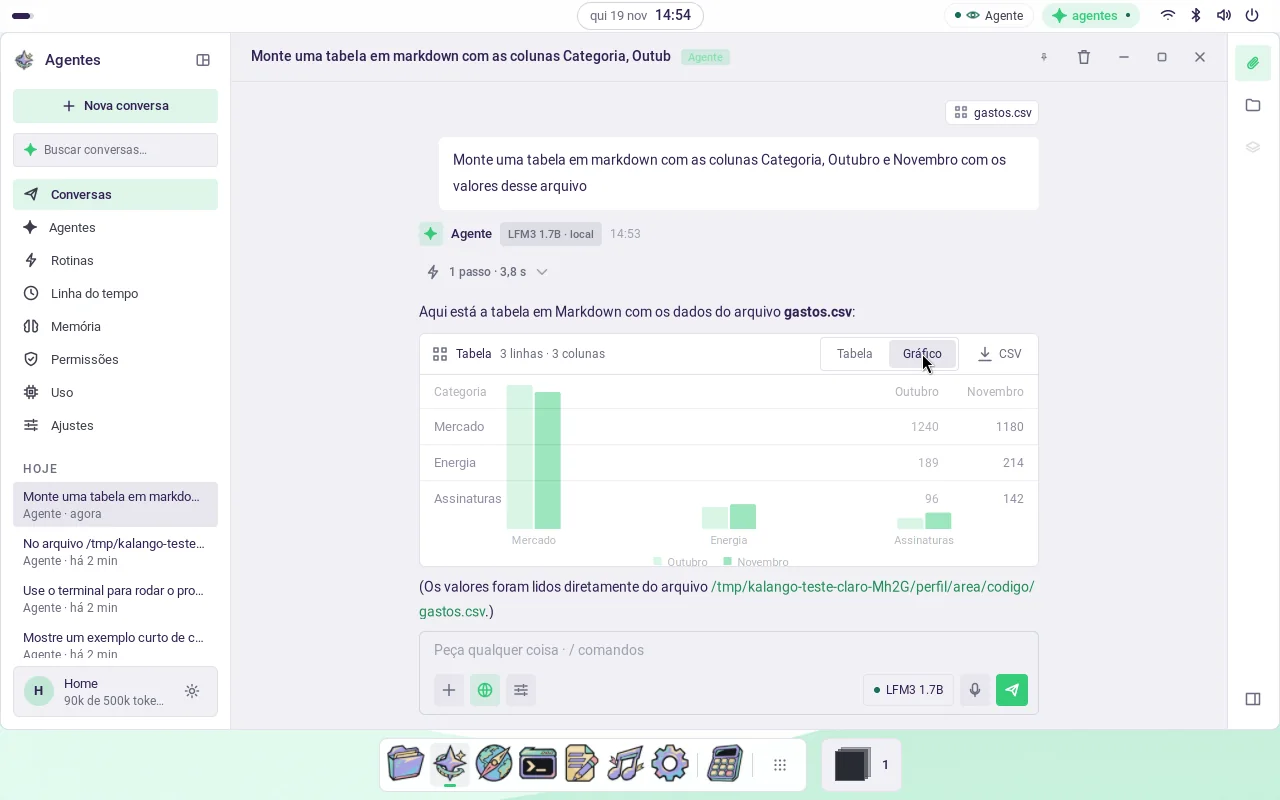 qui 19 nov 14:54
Agente
agentes
Agentes
Nova conversa
Buscar conversas...
Conversas
Agentes
Rotinas
Linha do tempo
Memória
Permissões
Uso
Ajustes
HOJE
Monte uma tabela em markdo...
Agente · agora
No arquivo /tmp/kalango-teste...
Agente · há 2 min
Use o terminal para rodar o pro...
Agente · há 2 min
Mostre um exemplo curto de c...
Agente · há 2 min
H
Home
90k de 500k toke...
Monte uma tabela em markdown com as colunas Categoria, Outub
Agente
gastos.csv
Monte uma tabela em markdown com as colunas Categoria, Outubro e Novembro com os
valores desse arquivo
Agente LFM3 1.7B · local 14:53
1 passo · 3,8 s
Aqui está a tabela em Markdown com os dados do arquivo gastos.csv:
Tabela 3 linhas · 3 colunas
Tabela Gráfico CSV
Categoria Outubro Novembro
Mercado 1240 1180
Energia 189 214
Assinaturas 96 142
Mercado Energia Assinaturas
Outubro Novembro
(Os valores foram lidos diretamente do arquivo /tmp/kalango-teste-claro-Mh2G/perfil/area/codigo/
gastos.csv.)
Peça qualquer coisa · / comandos
LFM3 1.7B
1